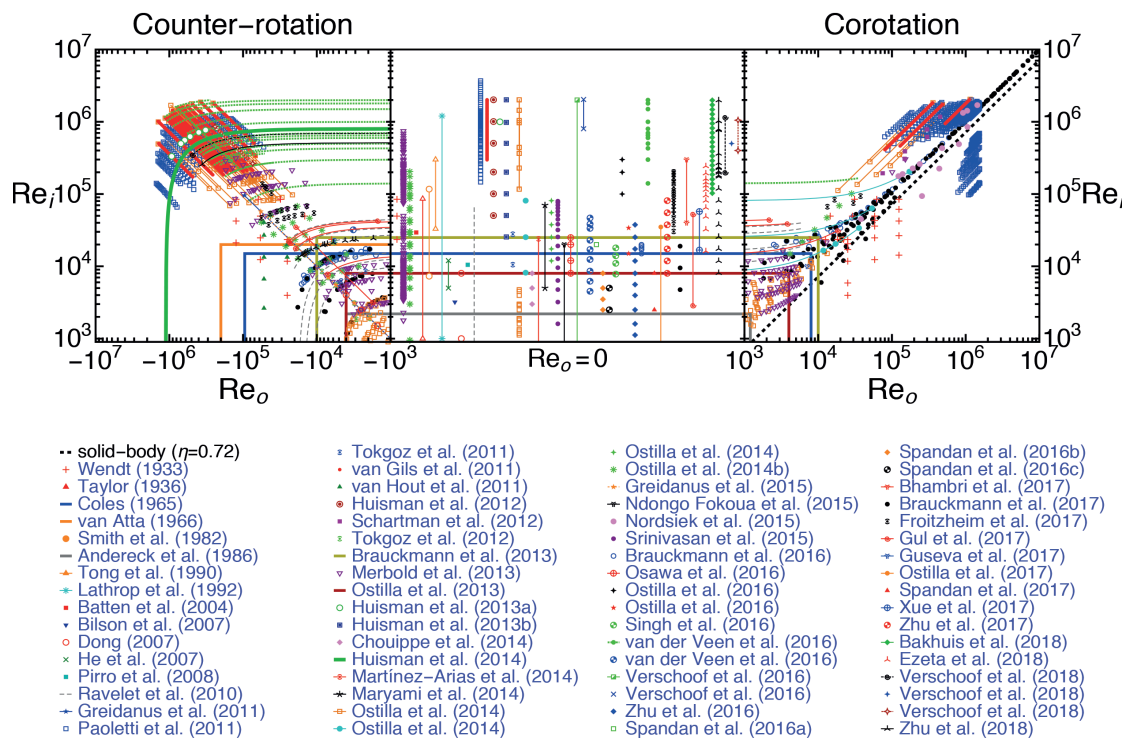 Counter−rotation
Corotation
10^7
10^6
10^5
10^4
10^3
Re_i
−10^7
−10^6
−10^5
−10^4
−10^3
Re_o
Re_o=0
10^3
10^4
10^5
10^6
10^7
Re_o
10^7
10^6
10^5
10^4
10^3
Re_i
solid−body (η=0.72)
Wendt (1933)
Taylor (1936)
Coles (1965)
van Atta (1966)
Smith et al. (1982)
Andereck et al. (1986)
Tong et al. (1990)
Lathrop et al. (1992)
Batten et al. (2004)
Bilson et al. (2007)
Dong (2007)
He et al. (2007)
Pirro et al. (2008)
Ravelet et al. (2010)
Greidanus et al. (2011)
Paoletti et al. (2011)
Tokgoz et al. (2011)
van Gils et al. (2011)
van Hout et al. (2011)
Huisman et al. (2012)
Schartman et al. (2012)
Tokgoz et al. (2012)
Brauckmann et al. (2013)
Merbold et al. (2013)
Ostilla et al. (2013)
Huisman et al. (2013a)
Huisman et al. (2013b)
Chouippe et al. (2014)
Huisman et al. (2014)
Martínez-Arias et al. (2014)
Maryami et al. (2014)
Ostilla et al. (2014)
Ostilla et al. (2014)
Ostilla et al. (2014)
Ostilla et al. (2014b)
Greidanus et al. (2015)
Ndongo Fokoua et al. (2015)
Nordsiek et al. (2015)
Srinivasan et al. (2015)
Brauckmann et al. (2016)
Osawa et al. (2016)
Ostilla et al. (2016)
Ostilla et al. (2016)
Singh et al. (2016)
van der Veen et al. (2016)
van der Veen et al. (2016)
Verschoof et al. (2016)
Verschoof et al. (2016)
Zhu et al. (2016)
Spandan et al. (2016a)
Spandan et al. (2016b)
Spandan et al. (2016c)
Bhambri et al. (2017)
Brauckmann et al. (2017)
Froitzheim et al. (2017)
Gul et al. (2017)
Guseva et al. (2017)
Ostilla et al. (2017)
Spandan et al. (2017)
Xue et al. (2017)
Zhu et al. (2017)
Bakhuis et al. (2018)
Ezeta et al. (2018)
Verschoof et al. (2018)
Verschoof et al. (2018)
Verschoof et al. (2018)
Zhu et al. (2018)